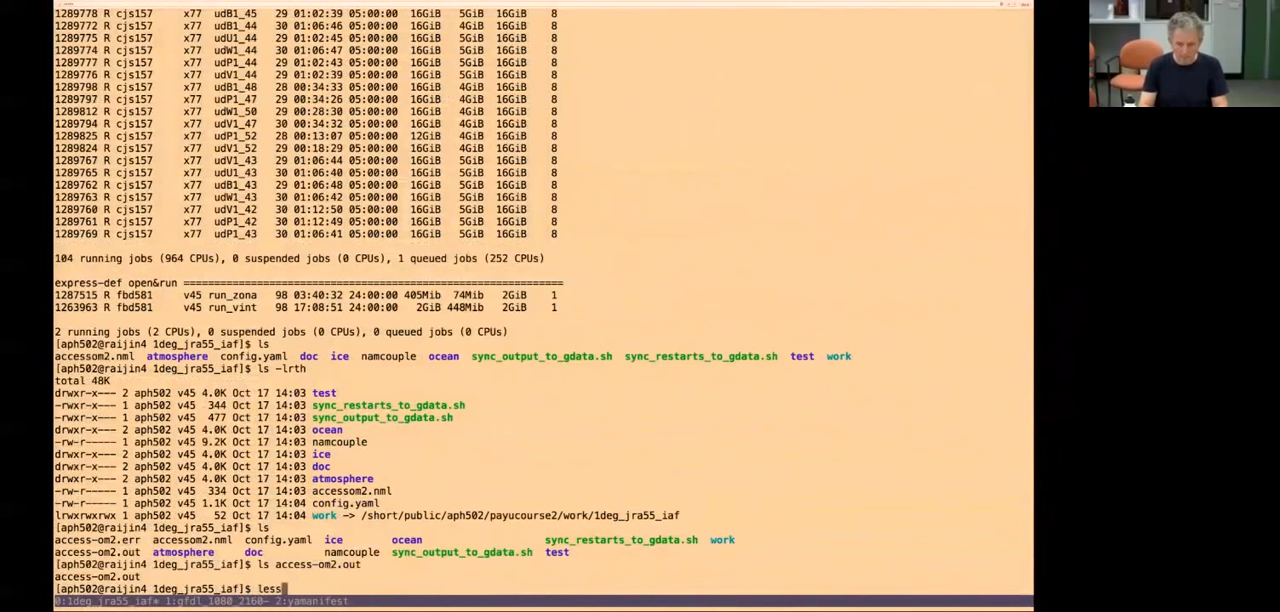 1289778 R cjs157 x77 udB1_45 29 01:02:39 05:00:00 16GiB 5GiB 16GiB 8
1289772 R cjs157 x77 udB1_44 30 01:06:46 05:00:00 16GiB 4GiB 16GiB 8
1289775 R cjs157 x77 udU1_44 30 01:02:45 05:00:00 16GiB 5GiB 16GiB 8
1289774 R cjs157 x77 udW1_44 30 01:06:47 05:00:00 16GiB 5GiB 16GiB 8
1289777 R cjs157 x77 udP1_44 30 01:02:43 05:00:00 16GiB 5GiB 16GiB 8
1289776 R cjs157 x77 udV1_44 30 01:02:39 05:00:00 16GiB 5GiB 16GiB 8
1289798 R cjs157 x77 udB1_48 28 00:34:33 05:00:00 16GiB 4GiB 16GiB 8
1289797 R cjs157 x77 udP1_47 28 00:34:26 05:00:00 16GiB 4GiB 16GiB 8
1289812 R cjs157 x77 udW1_50 28 00:28:30 05:00:00 16GiB 4GiB 16GiB 8
1289794 R cjs157 x77 udV1_47 28 00:34:32 05:00:00 16GiB 4GiB 16GiB 8
1289825 R cjs157 x77 udP1_52 28 00:13:07 05:00:00 12GiB 4GiB 16GiB 8
1289824 R cjs157 x77 udV1_52 28 00:18:29 05:00:00 16GiB 4GiB 16GiB 8
1289767 R cjs157 x77 udV1_43 29 01:06:44 05:00:00 16GiB 5GiB 16GiB 8
1289765 R cjs157 x77 udU1_43 29 01:06:40 05:00:00 16GiB 5GiB 16GiB 8
1289762 R cjs157 x77 udB1_43 29 01:06:48 05:00:00 16GiB 5GiB 16GiB 8
1289763 R cjs157 x77 udW1_43 30 01:06:42 05:00:00 16GiB 5GiB 16GiB 8
1289760 R cjs157 x77 udV1_42 30 01:12:50 05:00:00 16GiB 5GiB 16GiB 8
1289761 R cjs157 x77 udP1_42 30 01:12:49 05:00:00 16GiB 5GiB 16GiB 8
1289769 R cjs157 x77 udP1_43 30 01:06:41 05:00:00 16GiB 5GiB 16GiB 8
104 running jobs (964 CPUs), 0 suspended jobs (0 CPUs), 1 queued jobs (252 CPUs)
express-def open&run ==============================================================
1287515 R fbd581 v45 run_zona 98 03:40:32 24:00:00 405Mib 74Mib 2GiB 1
1263963 R fbd581 v45 run_vint 98 17:08:51 24:00:00 2GiB 448Mib 2GiB 1
2 running jobs (2 CPUs), 0 suspended jobs (0 CPUs), 0 queued jobs (0 CPUs)
[aph502@raijin4 1deg_jra55_iaf]$ ls
accessom2.nml atmosphere config.yaml doc ice namcouple ocean sync_output_to_gdata.sh sync_restarts_to_gdata.sh test work
[aph502@raijin4 1deg_jra55_iaf]$ ls -lrth
total 48K
drwxr-x--- 2 aph502 v45 4.0K Oct 17 14:03 test
-rwxr-x--- 1 aph502 v45 344 Oct 17 14:03 sync_restarts_to_gdata.sh
-rwxr-x--- 1 aph502 v45 477 Oct 17 14:03 sync_output_to_gdata.sh
drwxr-x--- 2 aph502 v45 4.0K Oct 17 14:03 ocean
-rw-r----- 1 aph502 v45 9.2K Oct 17 14:03 namcouple
drwxr-x--- 2 aph502 v45 4.0K Oct 17 14:03 ice
drwxr-x--- 2 aph502 v45 4.0K Oct 17 14:03 doc
drwxr-x--- 2 aph502 v45 4.0K Oct 17 14:03 atmosphere
-rw-r----- 1 aph502 v45 334 Oct 17 14:03 accessom2.nml
-rw-r----- 1 aph502 v45 1.1K Oct 17 14:04 config.yaml
lrwxrwxrwx 1 aph502 v45 52 Oct 17 14:04 work -> /short/public/aph502/payucourse2/work/1deg_jra55_iaf
[aph502@raijin4 1deg_jra55_iaf]$ ls
access-om2.err accessom2.nml config.yaml ice ocean sync_restarts_to_gdata.sh work
access-om2.out atmosphere doc namcouple sync_output_to_gdata.sh test
[aph502@raijin4 1deg_jra55_iaf]$ ls access-om2.out
access-om2.out
[aph502@raijin4 1deg_jra55_iaf]$ less
0:1deg_jra55_iaf* 1:gfdl_1080_2160- 2:yamanifest